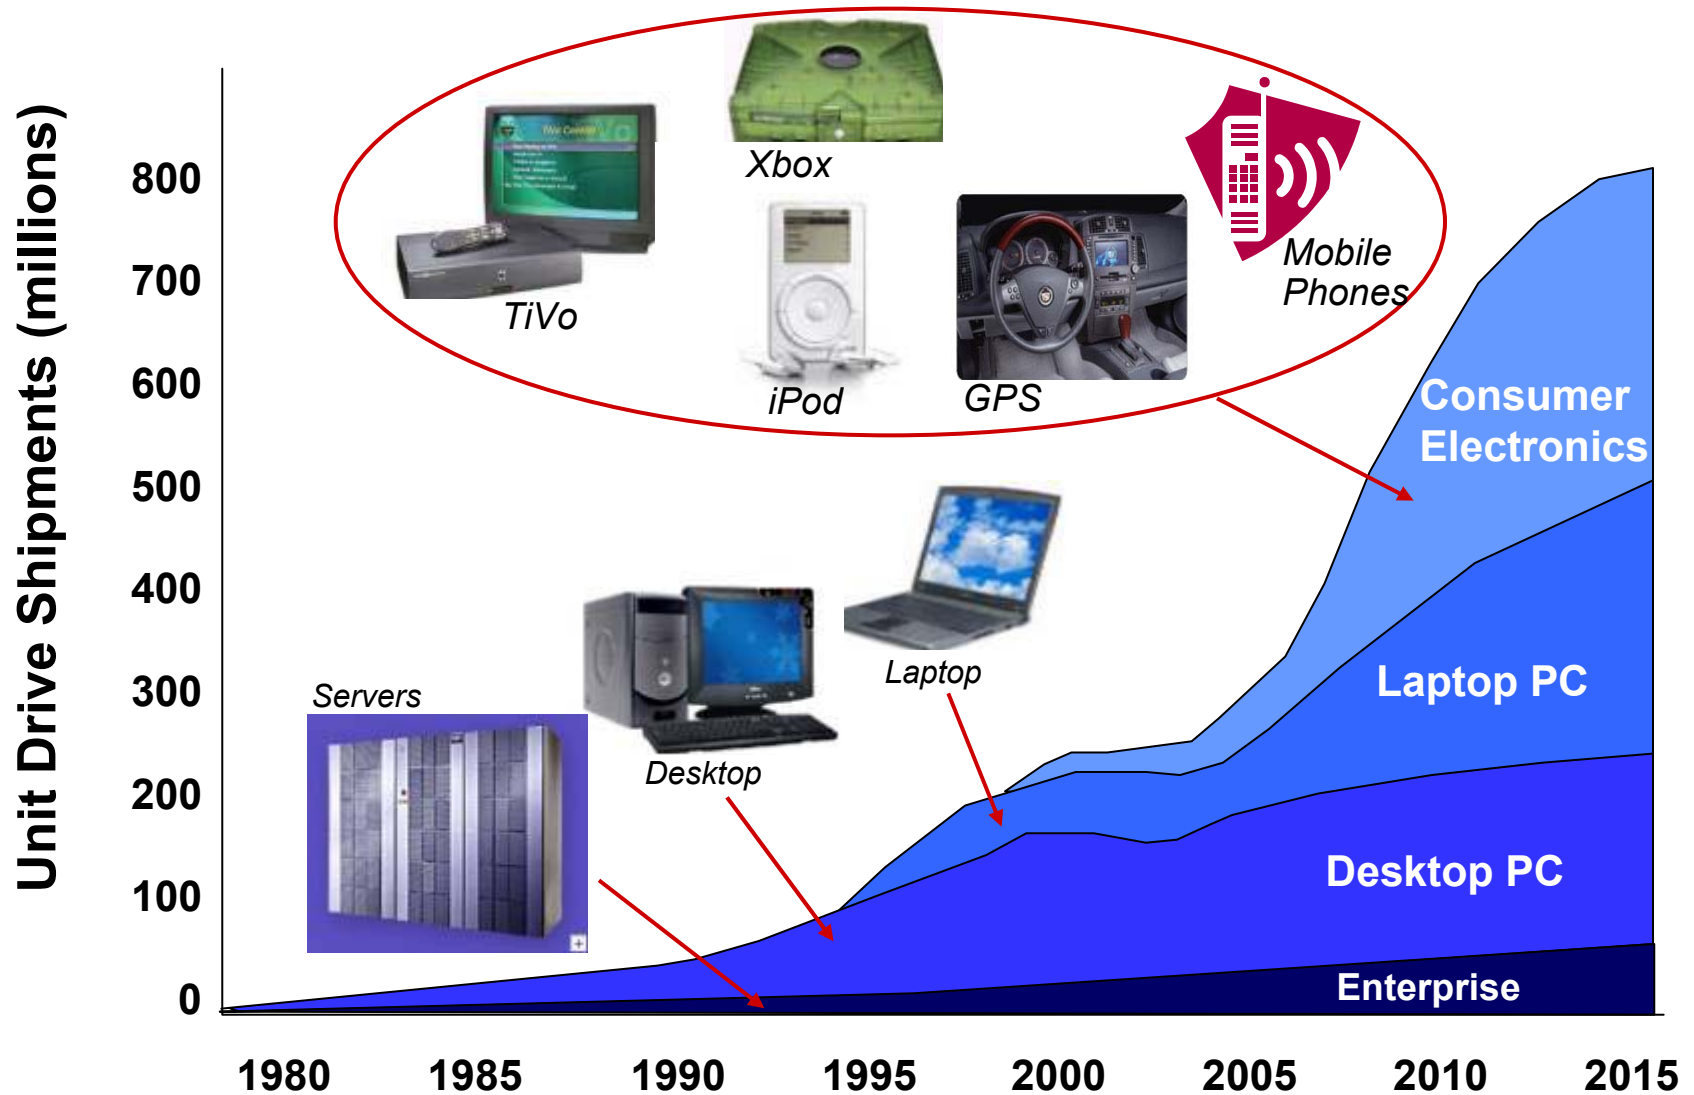 Unit Drive Shipments (millions)
800
700
600
500
400
300
200
100
0
1980
1985
1990
1995
2000
2005
2010
2015
TiVo
Xbox
iPod
GPS
Mobile
Phones
Servers
Desktop
Laptop
Consumer
Electronics
Laptop PC
Desktop PC
Enterprise